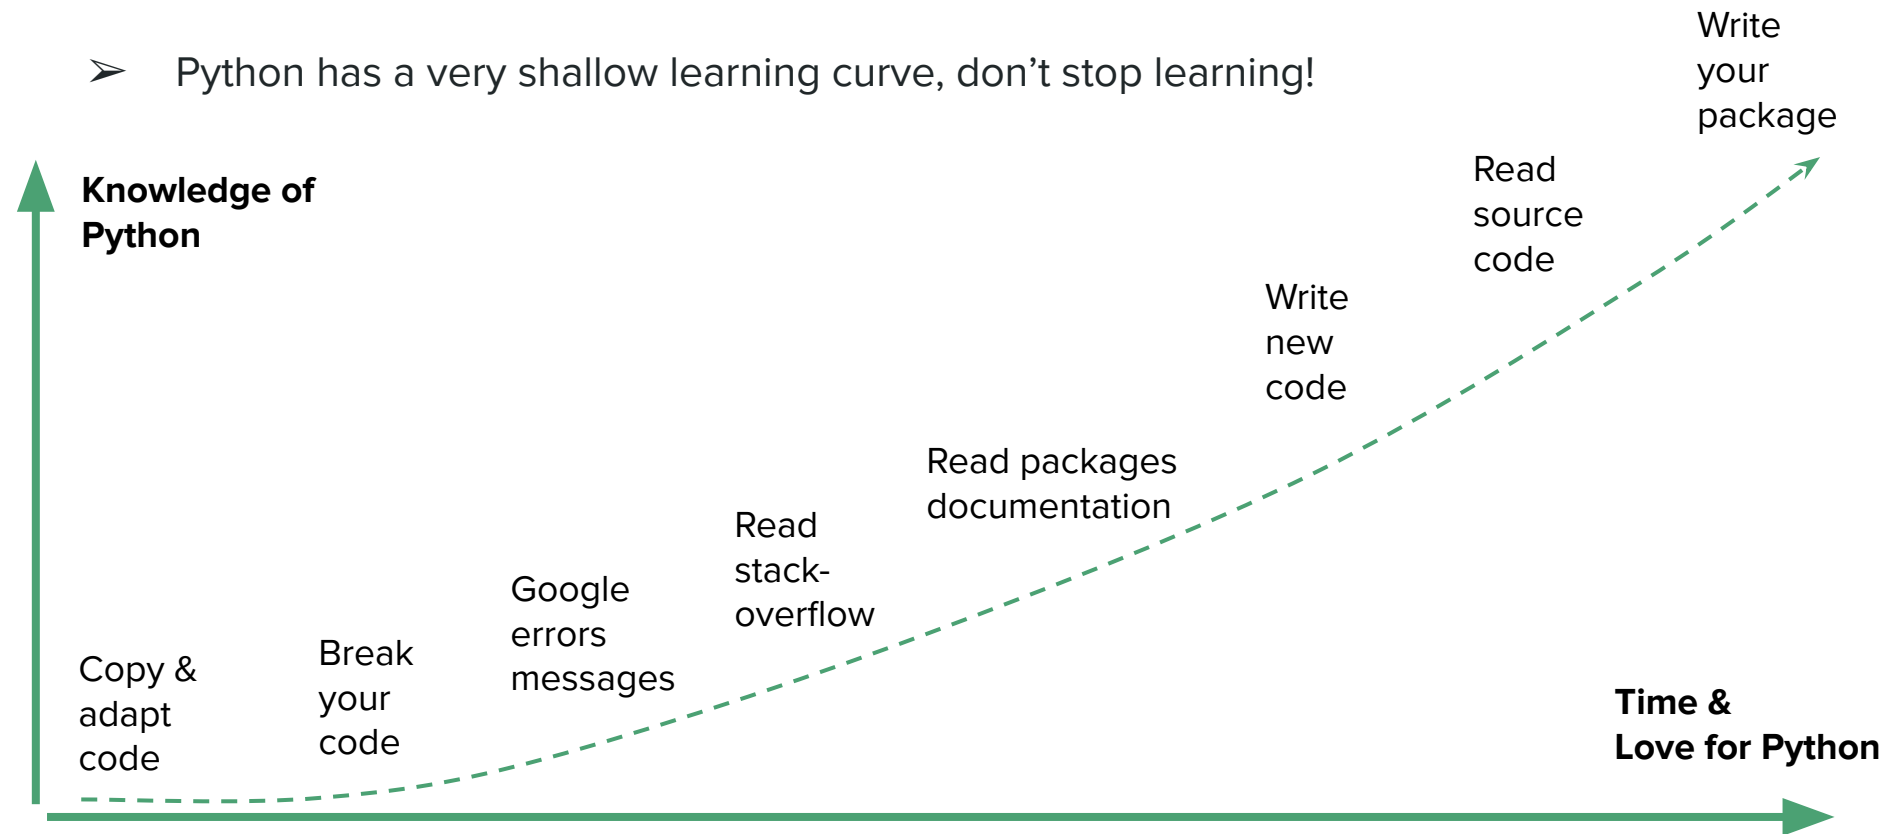 ➢ Python has a very shallow learning curve, don’t stop learning!
Write
your
package
Knowledge of
Python
Read
source
code
Write
new
code
Read packages
documentation
Read
stack-
overflow
Google
errors
messages
Break
your
code
Copy &
adapt
code
Time &
Love for Python